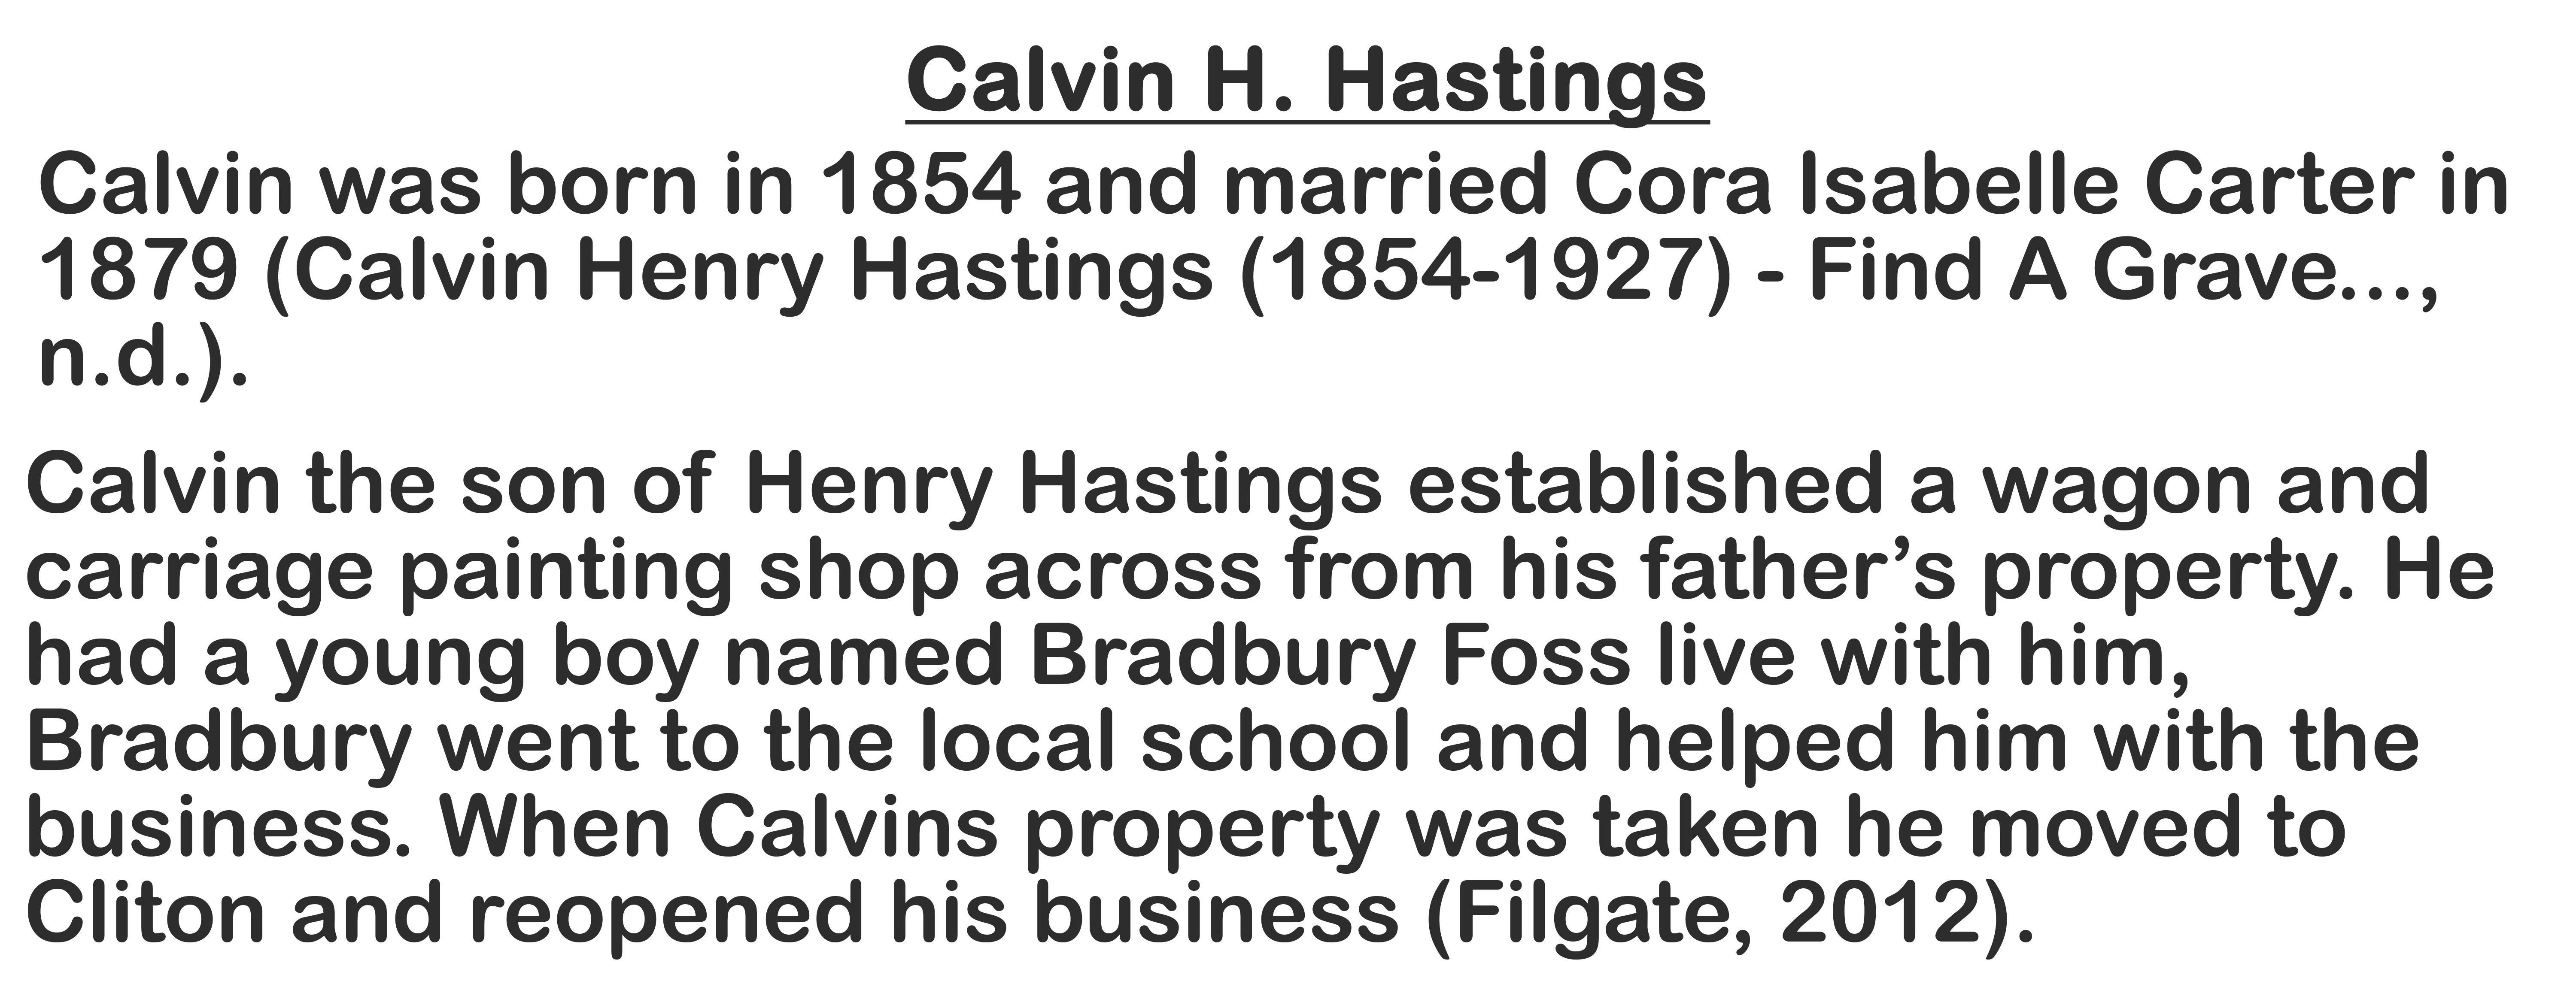 Calvin H. Hastings
Calvin was born in 1854 and married Cora Isabelle Carter in
1879 (Calvin Henry Hastings (1854-1927) - Find A Grave...,
n.d.).
Calvin the son of Henry Hastings established a wagon and
carriage painting shop across from his father’s property. He
had a young boy named Bradbury Foss live with him,
Bradbury went to the local school and helped him with the
business. When Calvins property was taken he moved to
Cliton and reopened his business (Filgate, 2012).